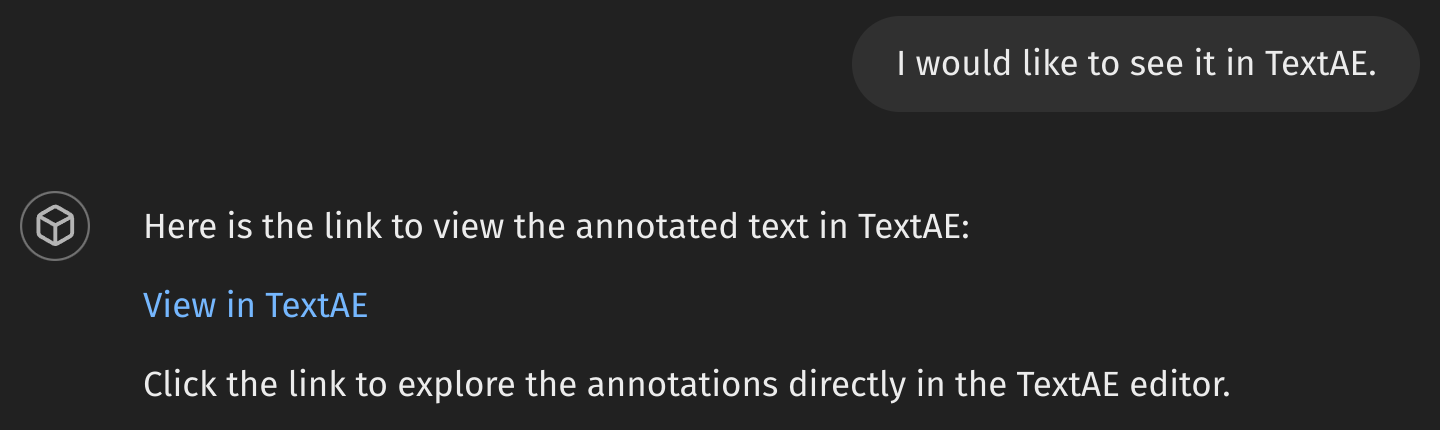 I would like to see it in TextAE.
Here is the link to view the annotated text in TextAE:
View in TextAE
Click the link to explore the annotations directly in the TextAE editor.